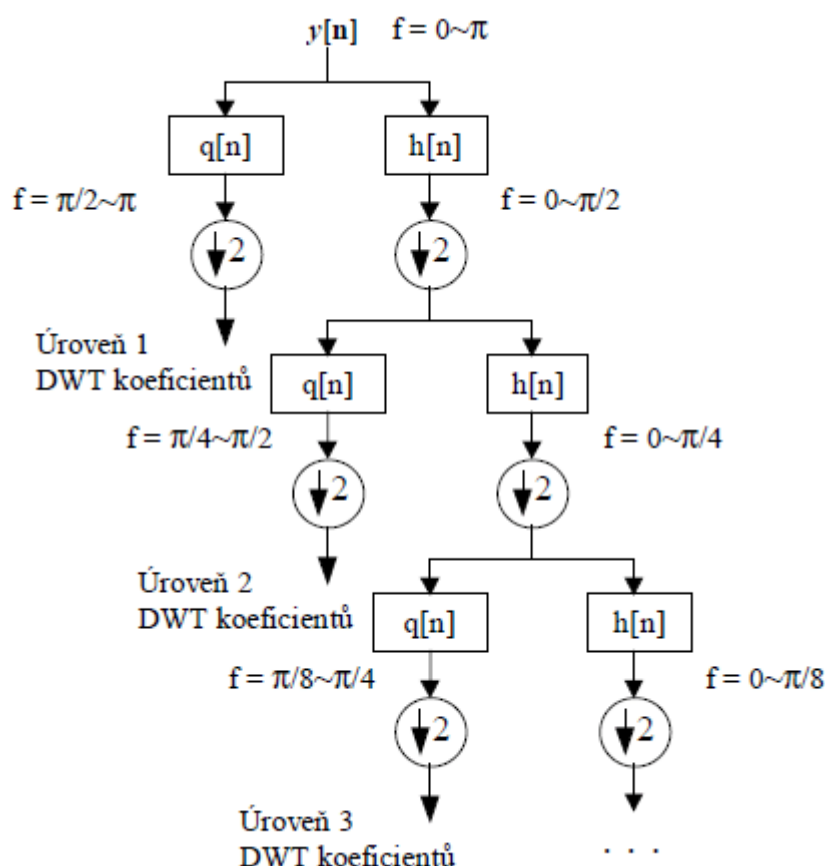 y[n] f = 0~π
q[n] h[n]
f = π/2~π f = 0~π/2
2 2
Úroveň 1
DWT koeficientů
q[n] h[n]
f = π/4~π/2 f = 0~π/4
2 2
Úroveň 2
DWT koeficientů
q[n] h[n]
f = π/8~π/4 f = 0~π/8
2 2
Úroveň 3
DWT koeficientů . . .